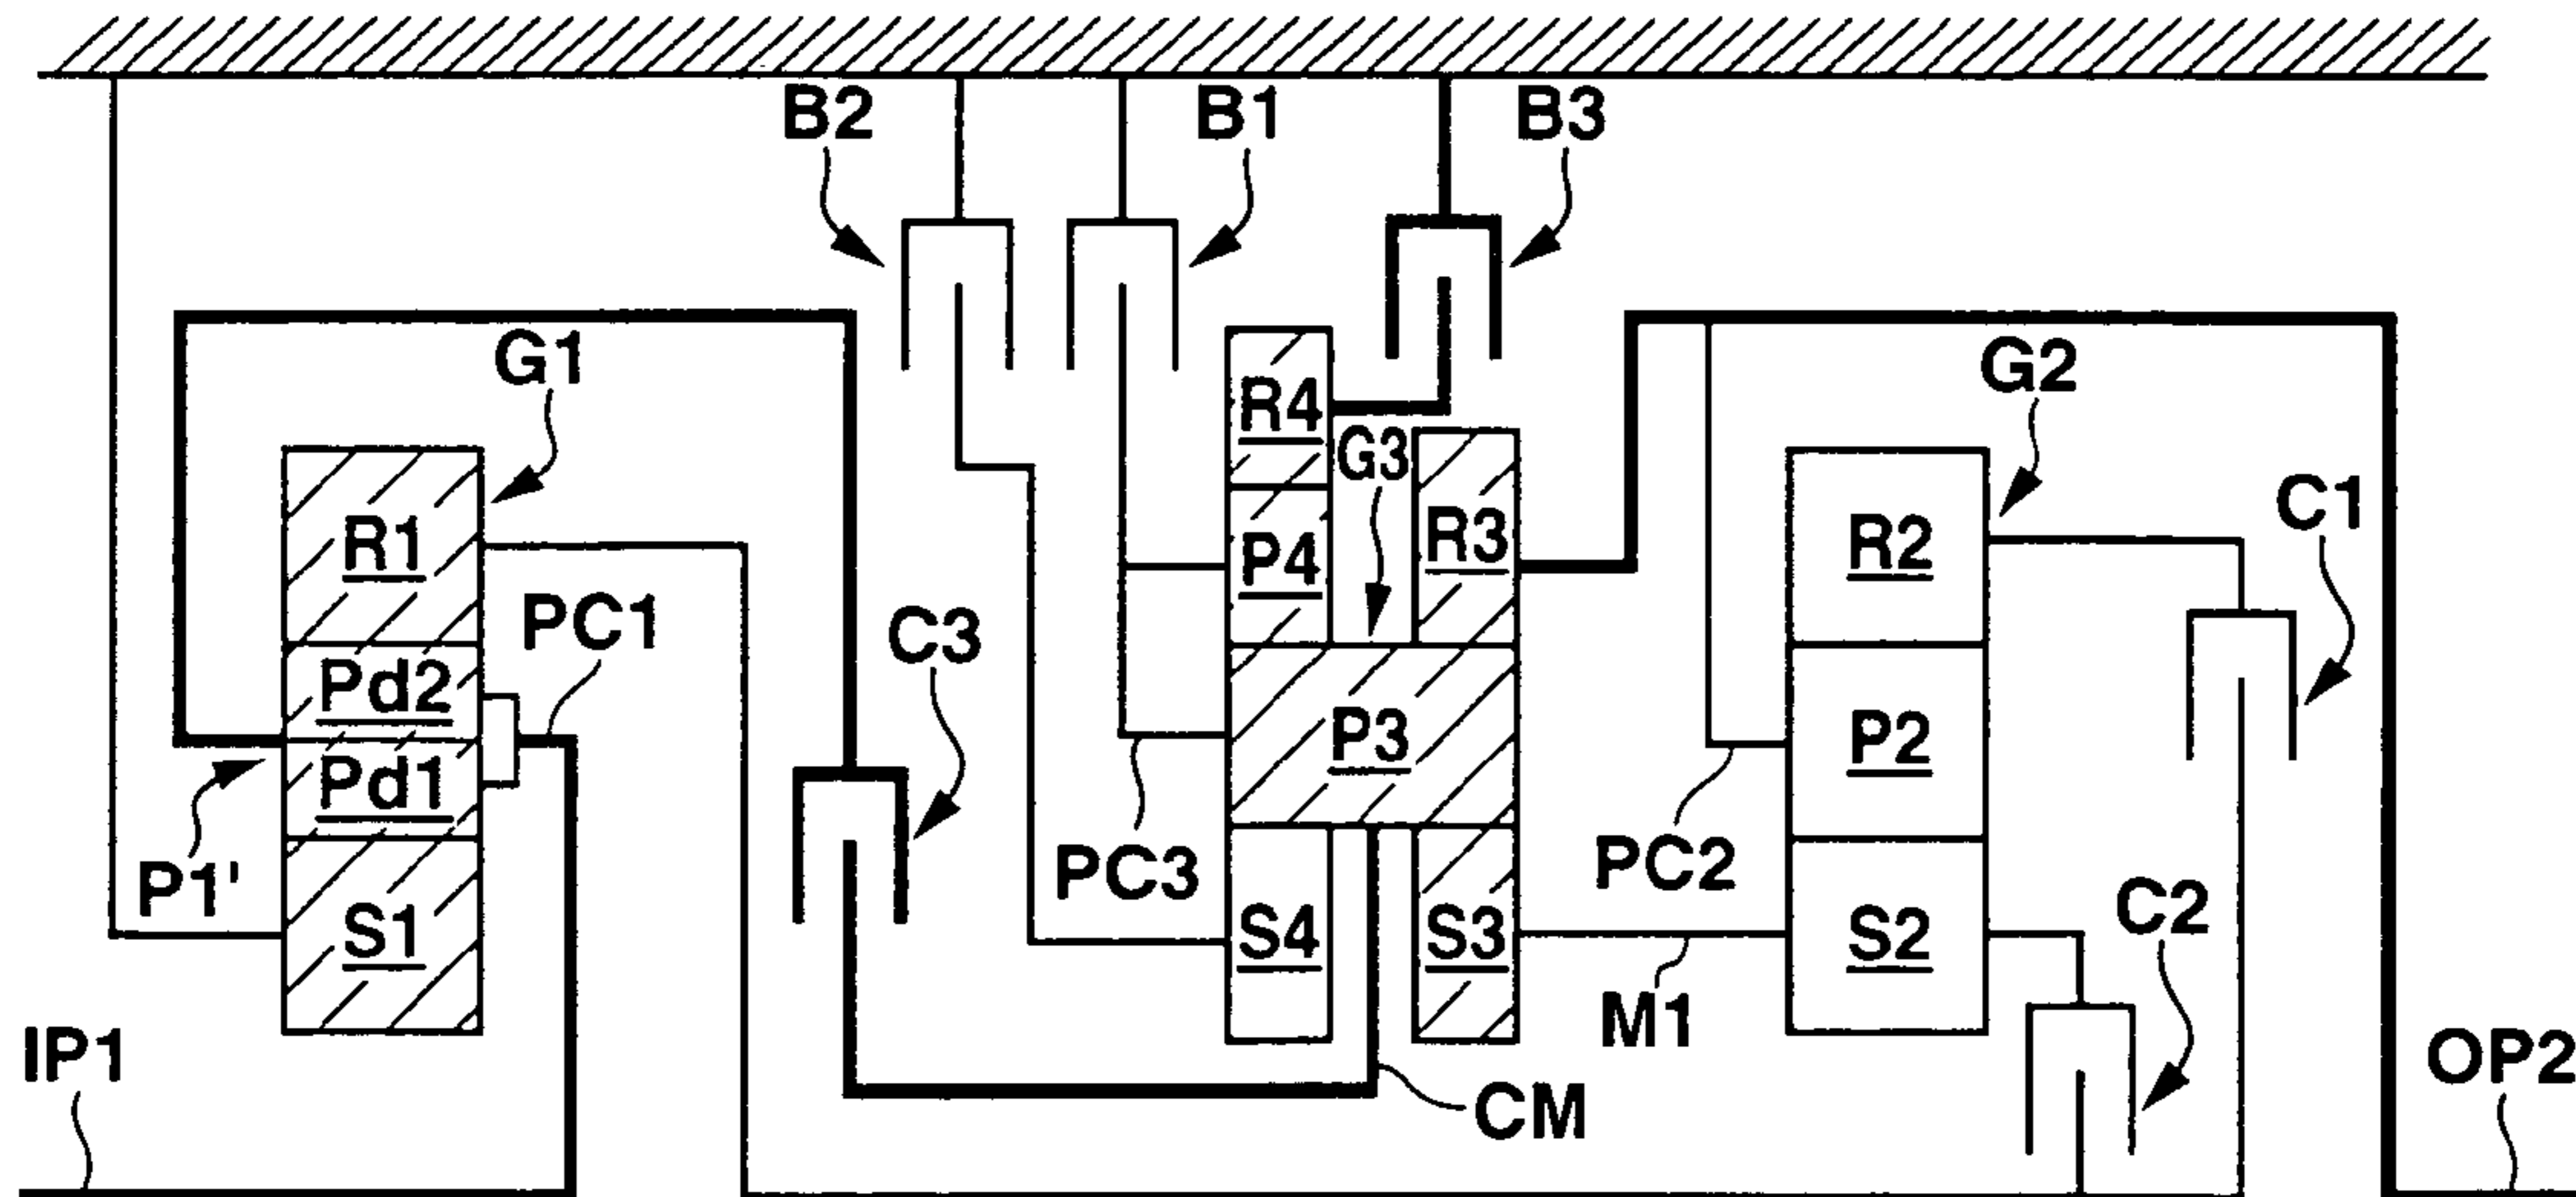 B2
B1
B3
G1
G2
R4
G3
C1
R1
R3
R2
P4
PC1
C3
Pd2
P3
P2
Pd1
PC3
PC2
P1'
C2
S1
S4
S3
S2
M1
IP1
OP2
CM